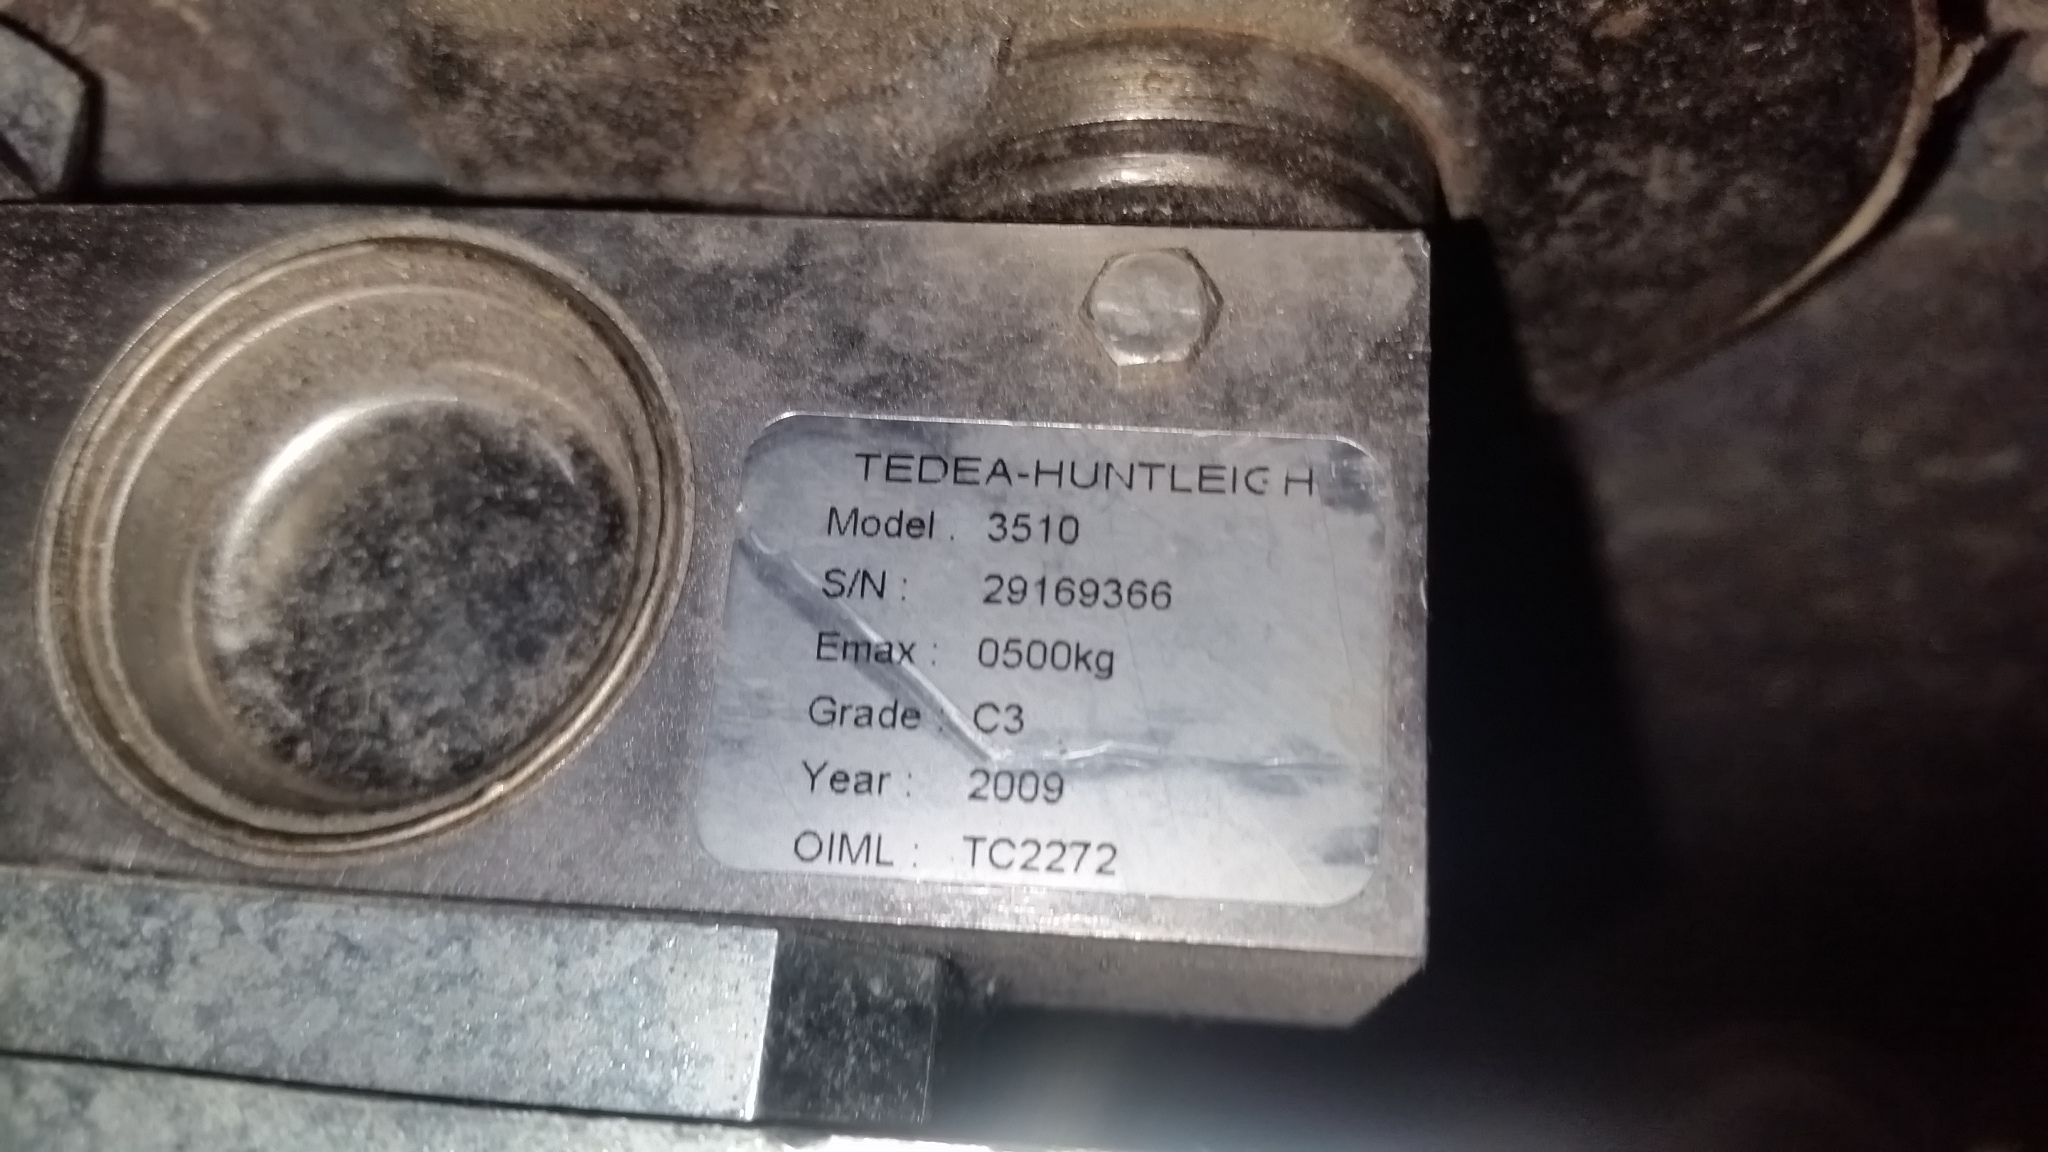 TEDEA-HUNTLEIGH
Model . 3510
S/N : 29169366
Emax : 0500kg
Grade : C3
Year : 2009
OIML : TC2272